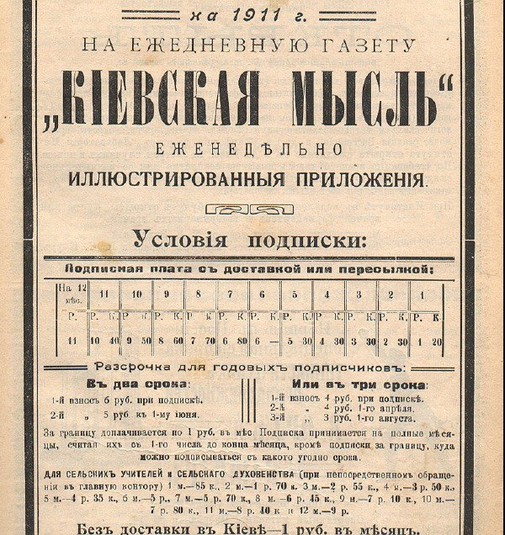 на 1911 г.
НА ЕЖЕДНЕВНУЮ ГАЗЕТУ
„КІЕВСКАЯ МЫСЛЬ“
ЕЖЕНЕДѢЛЬНО
ИЛЛЮСТРИРОВАННЫЯ ПРИЛОЖЕНІЯ.
Условія подписки:
Подписная плата съ доставкой или пересылкой:
На 12 мѣс. 11 10 9 8 7 6 5 4 3 2 1
Р. Р. К. Р. К. Р. К. Р. К. Р. К. Р. К. Р. К. Р. К. Р. К. Р. К. Р. К.
11 10 40 9 50 8 60 7 70 6 80 6 — 5 30 4 30 3 30 2 30 1 20
Разсрочка для годовыхъ подписчиковъ:
Въ два срока: Или въ три срока:
1-й взносъ 6 руб. при подпискѣ. 1-й взносъ 4 руб. при подпискѣ.
2-й „ 5 руб къ 1-му іюня. 2-й „ 4 руб. 1-го апрѣля.
3-й „ 3 руб. 1-го августа.
За границу доплачивается по 1 руб. въ мѣс Подписка принимается на полные мѣся-
цы, считая ихъ съ 1-го числа до конца мѣсяца, кромѣ подписки за границу, куда
можно подписываться съ какого угодно срока.
ДЛЯ СЕЛЬСКИХЪ УЧИТЕЛЕЙ и СЕЛЬСКАГО ДУХОВЕНСТВА (при непосредственномъ обраще-
ніи въ главную контору) 1 м.—85 к., 2 м.—1 р. 70 к. 3 м.—2 р. 55 к., 4 м.—3 р. 50 к.,
5 м.—4 р. 35 к., 6 м.—5 р., 7 м.—5 р. 70 к., 8 м.—6 р. 45 к., 9 м.—7 р. 10 к., 10 м.—
7 р. 80 к., 11 м.—8 р. 40 к и 12 м.—9 р.
Безъ доставки въ Кіевѣ—1 руб. въ мѣсяцъ.